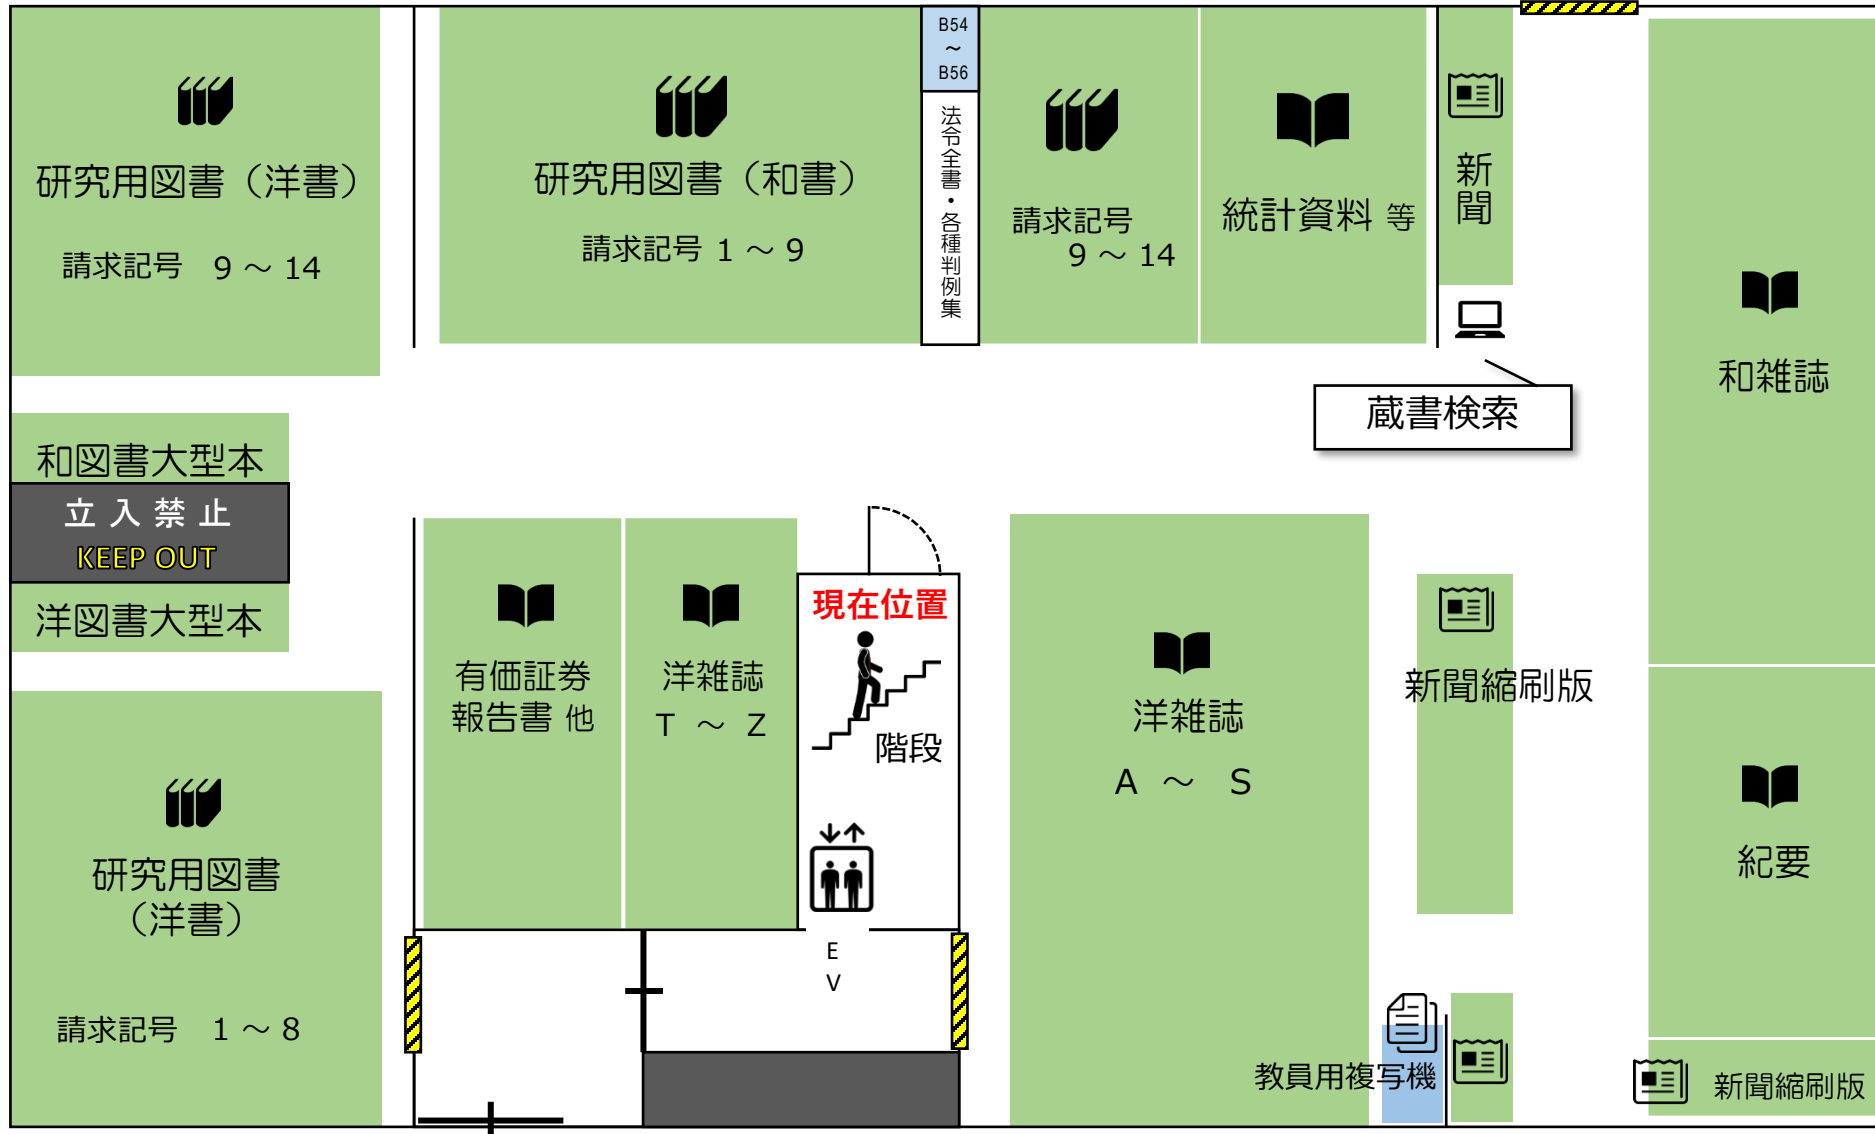 研究用図書（洋書）
請求記号　9 ～ 14
研究用図書（和書）
請求記号 1 ～ 9
B54
～
B56
法令全書・各種判例集
請求記号
9 ～ 14
統計資料 等
新聞
蔵書検索
和雑誌
和図書大型本
立 入 禁 止
KEEP OUT
洋図書大型本
有価証券
報告書 他
洋雑誌
T ～ Z
現在位置
階段
E
V
洋雑誌
A ～ S
新聞縮刷版
紀要
研究用図書
（洋書）
請求記号　1 ～ 8
教員用複写機
新聞縮刷版